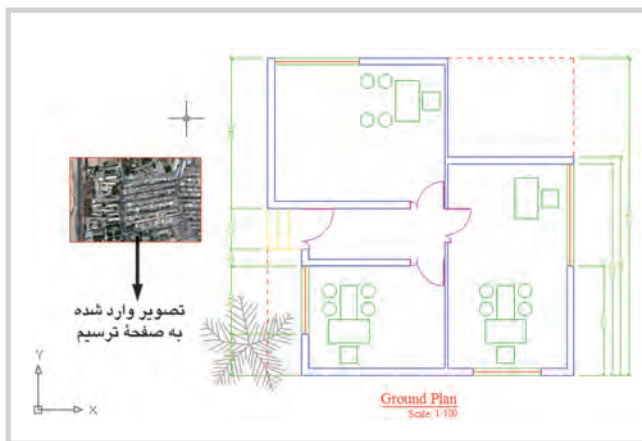 تصویر وارد شده
به صفحهٔ ترسیم
Y
X
Ground Plan
Scale: 1-100